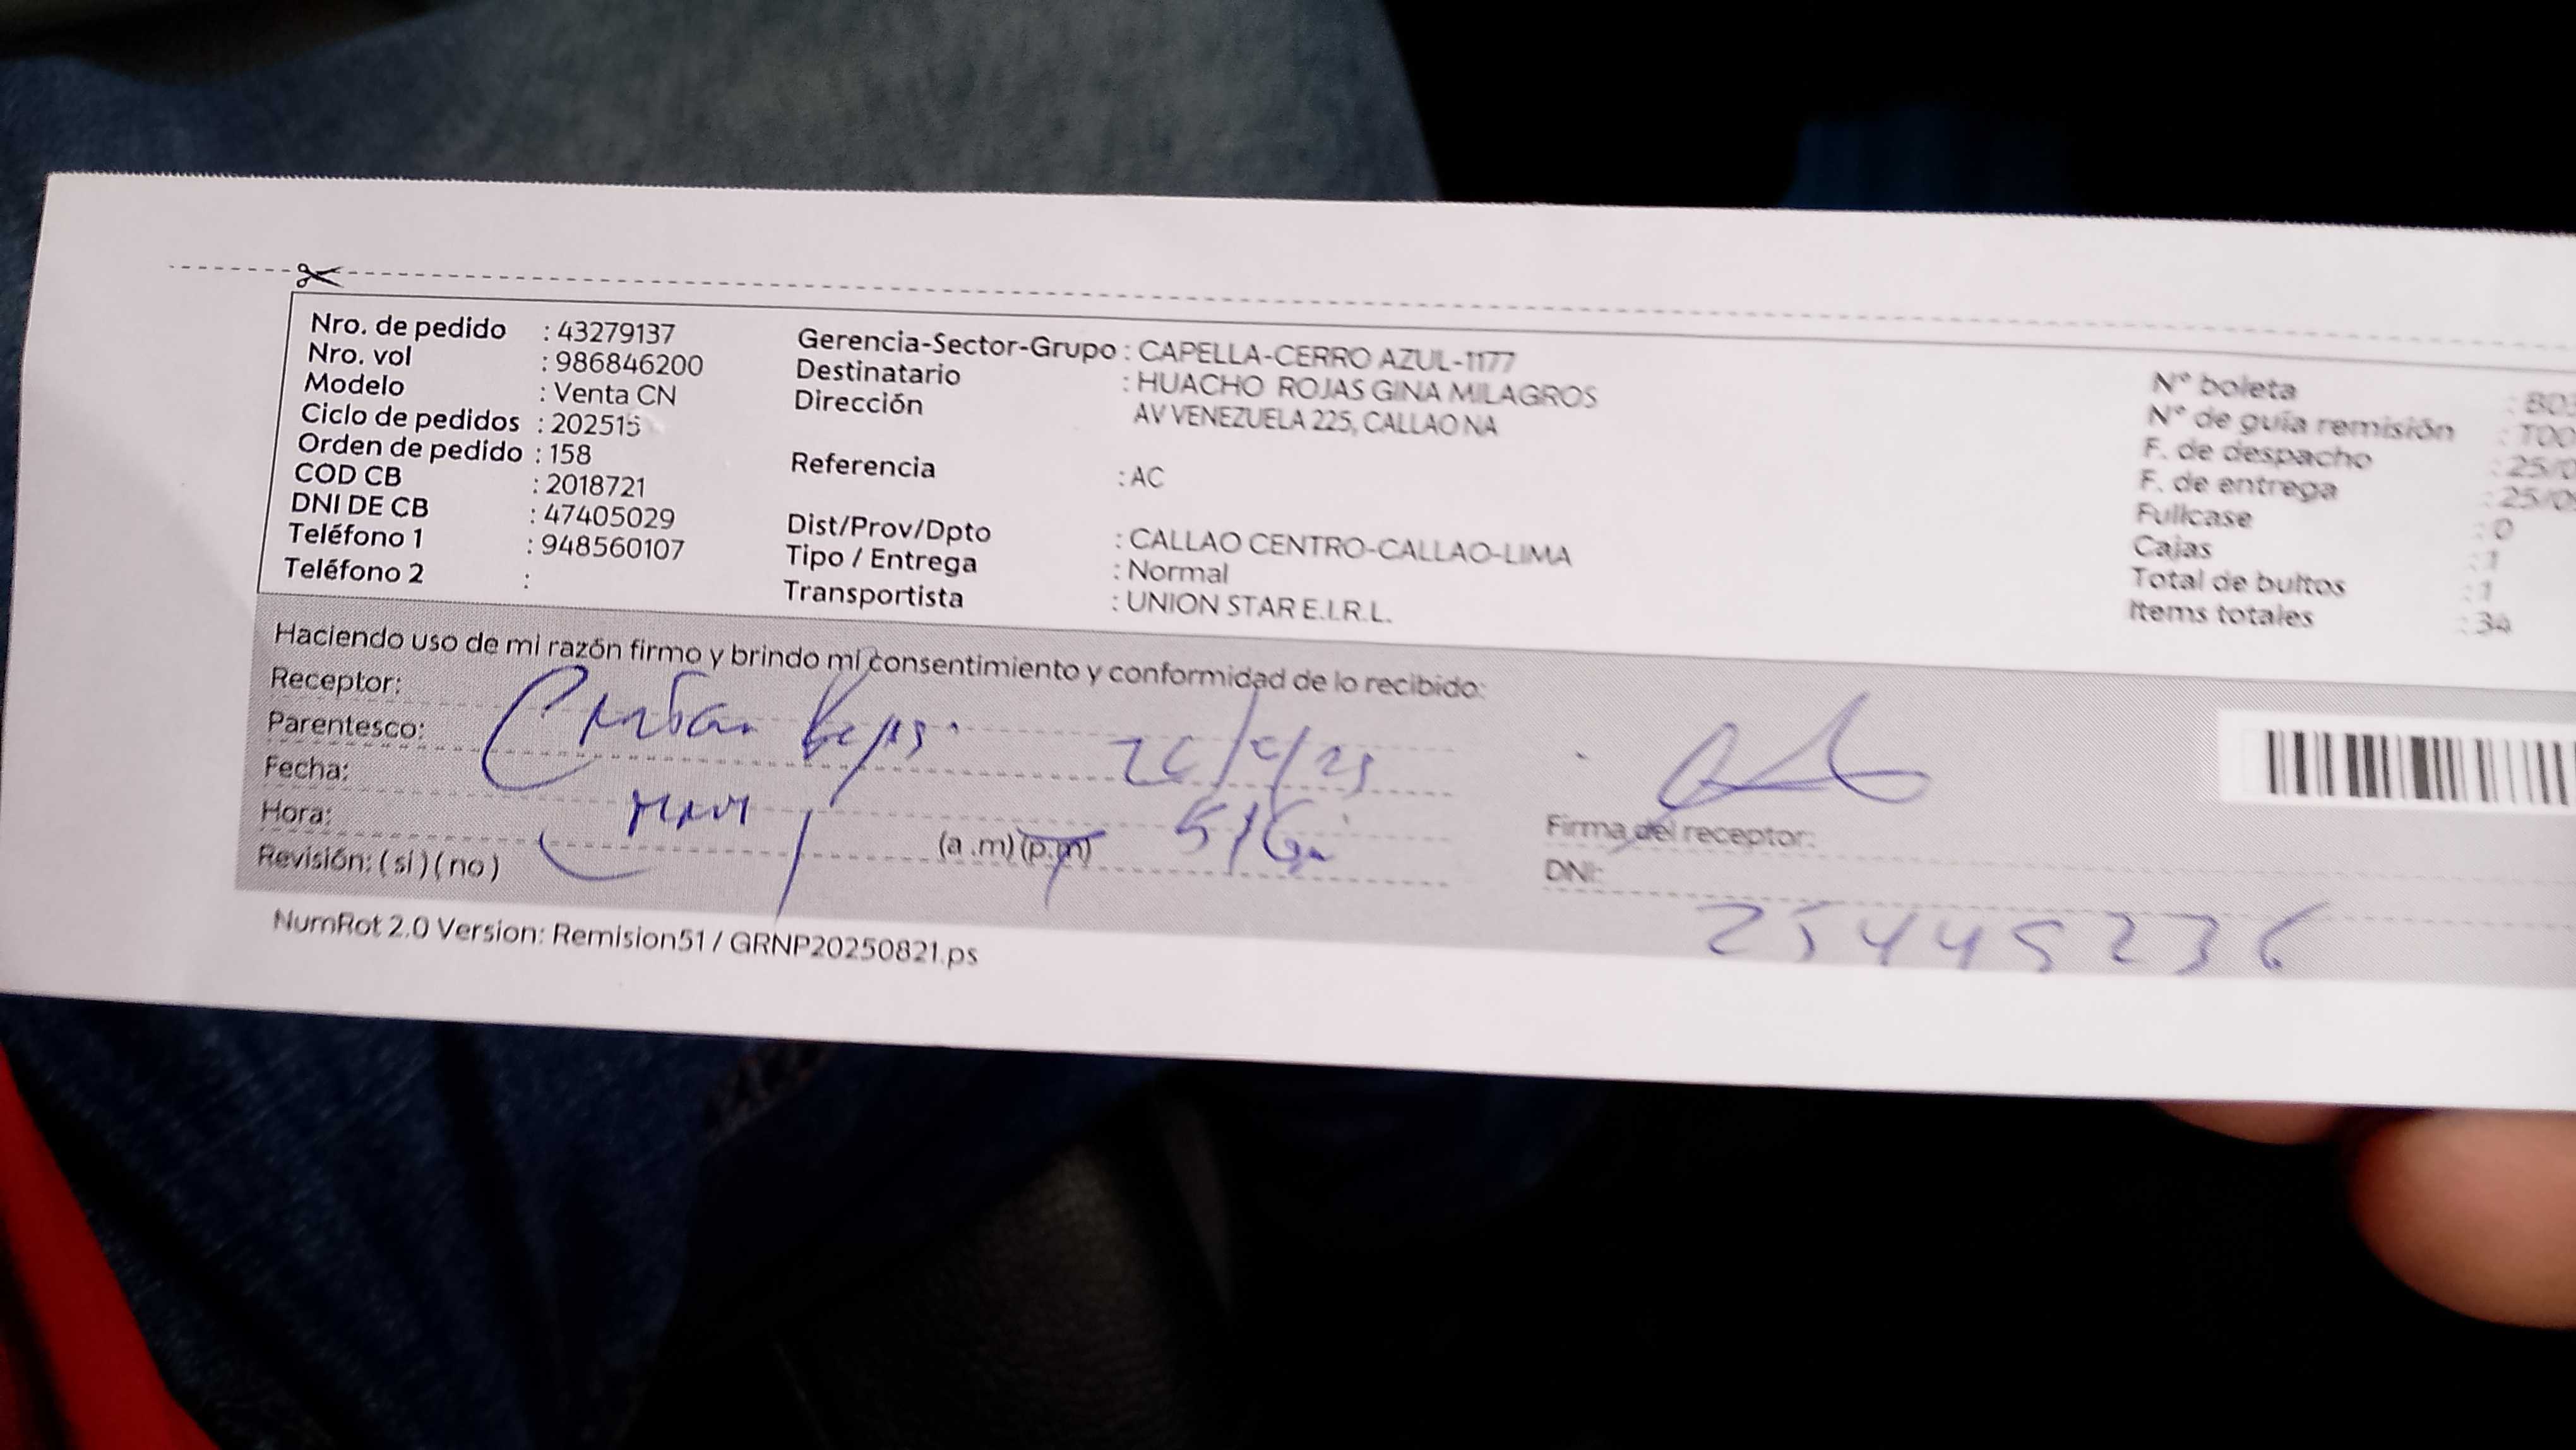 Nro. de pedido : 43279137
Nro. vol : 986846200
Modelo : Venta CN
Ciclo de pedidos : 202515
Orden de pedido : 158
COD CB : 2018721
DNI DE CB : 47405029
Teléfono 1 : 948560107
Teléfono 2 :
Gerencia-Sector-Grupo : CAPELLA-CERRO AZUL-1177
Destinatario : HUACHO ROJAS GINA MILAGROS
Dirección AV VENEZUELA 225, CALLAO NA
Referencia : AC
Dist/Prov/Dpto : CALLAO CENTRO-CALLAO-LIMA
Tipo / Entrega : Normal
Transportista : UNION STAR E.I.R.L.
Nº boleta
Nº de guía remisión : T00
F. de despacho : 25/0
F. de entrega : 25/0
Fullcase : 0
Cajas : 1
Total de bultos : 1
Items totales : 34
Haciendo uso de mi razón firmo y brindo mi consentimiento y conformidad de lo recibido:
Receptor:
Parentesco:
Fecha:
Hora: (a.m) (p.m)
Revisión: ( si ) ( no )
Firma del receptor:
DNI:
25445236
NumRot 2.0 Version: Remision51 / GRNP20250821.ps